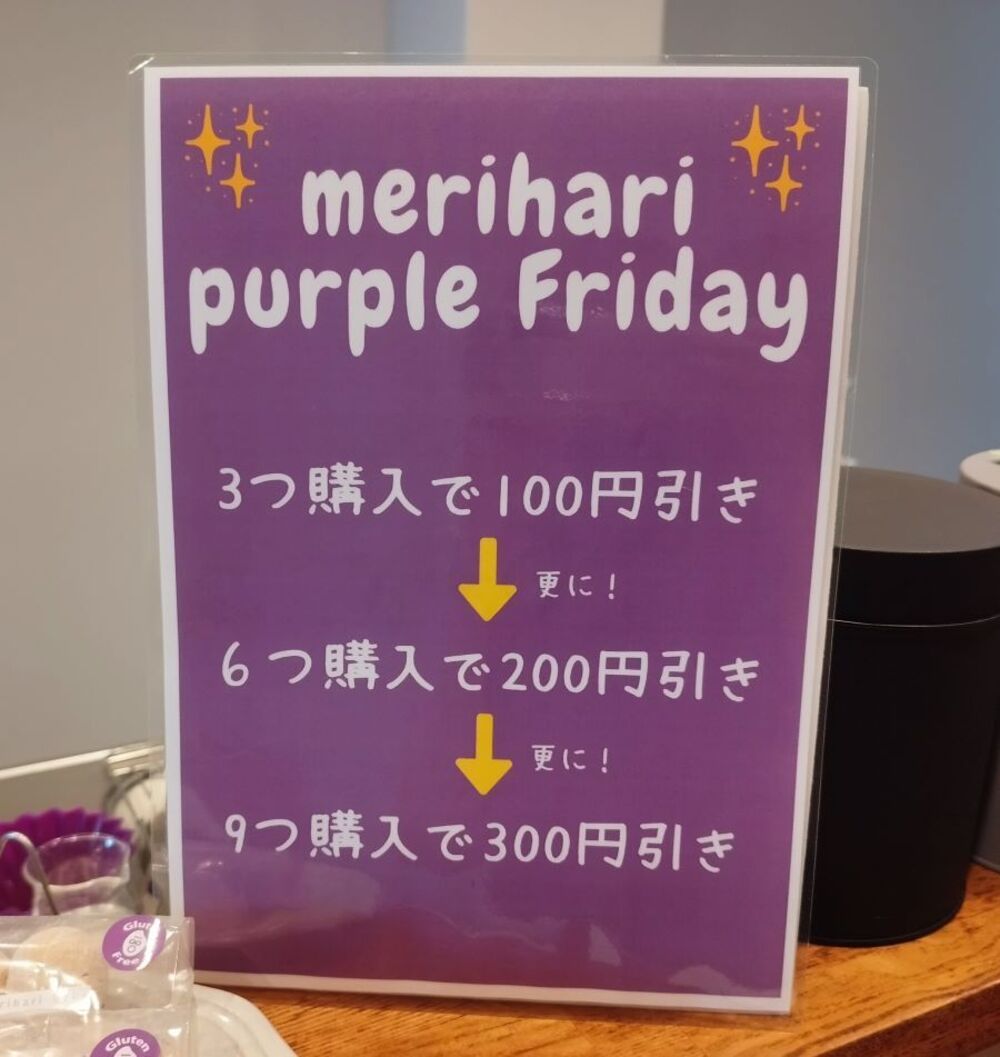 merihari
purple Friday
3つ購入で100円引き
更に!
6つ購入で200円引き
更に!
9つ購入で300円引き
Gluten
Free
Gluten